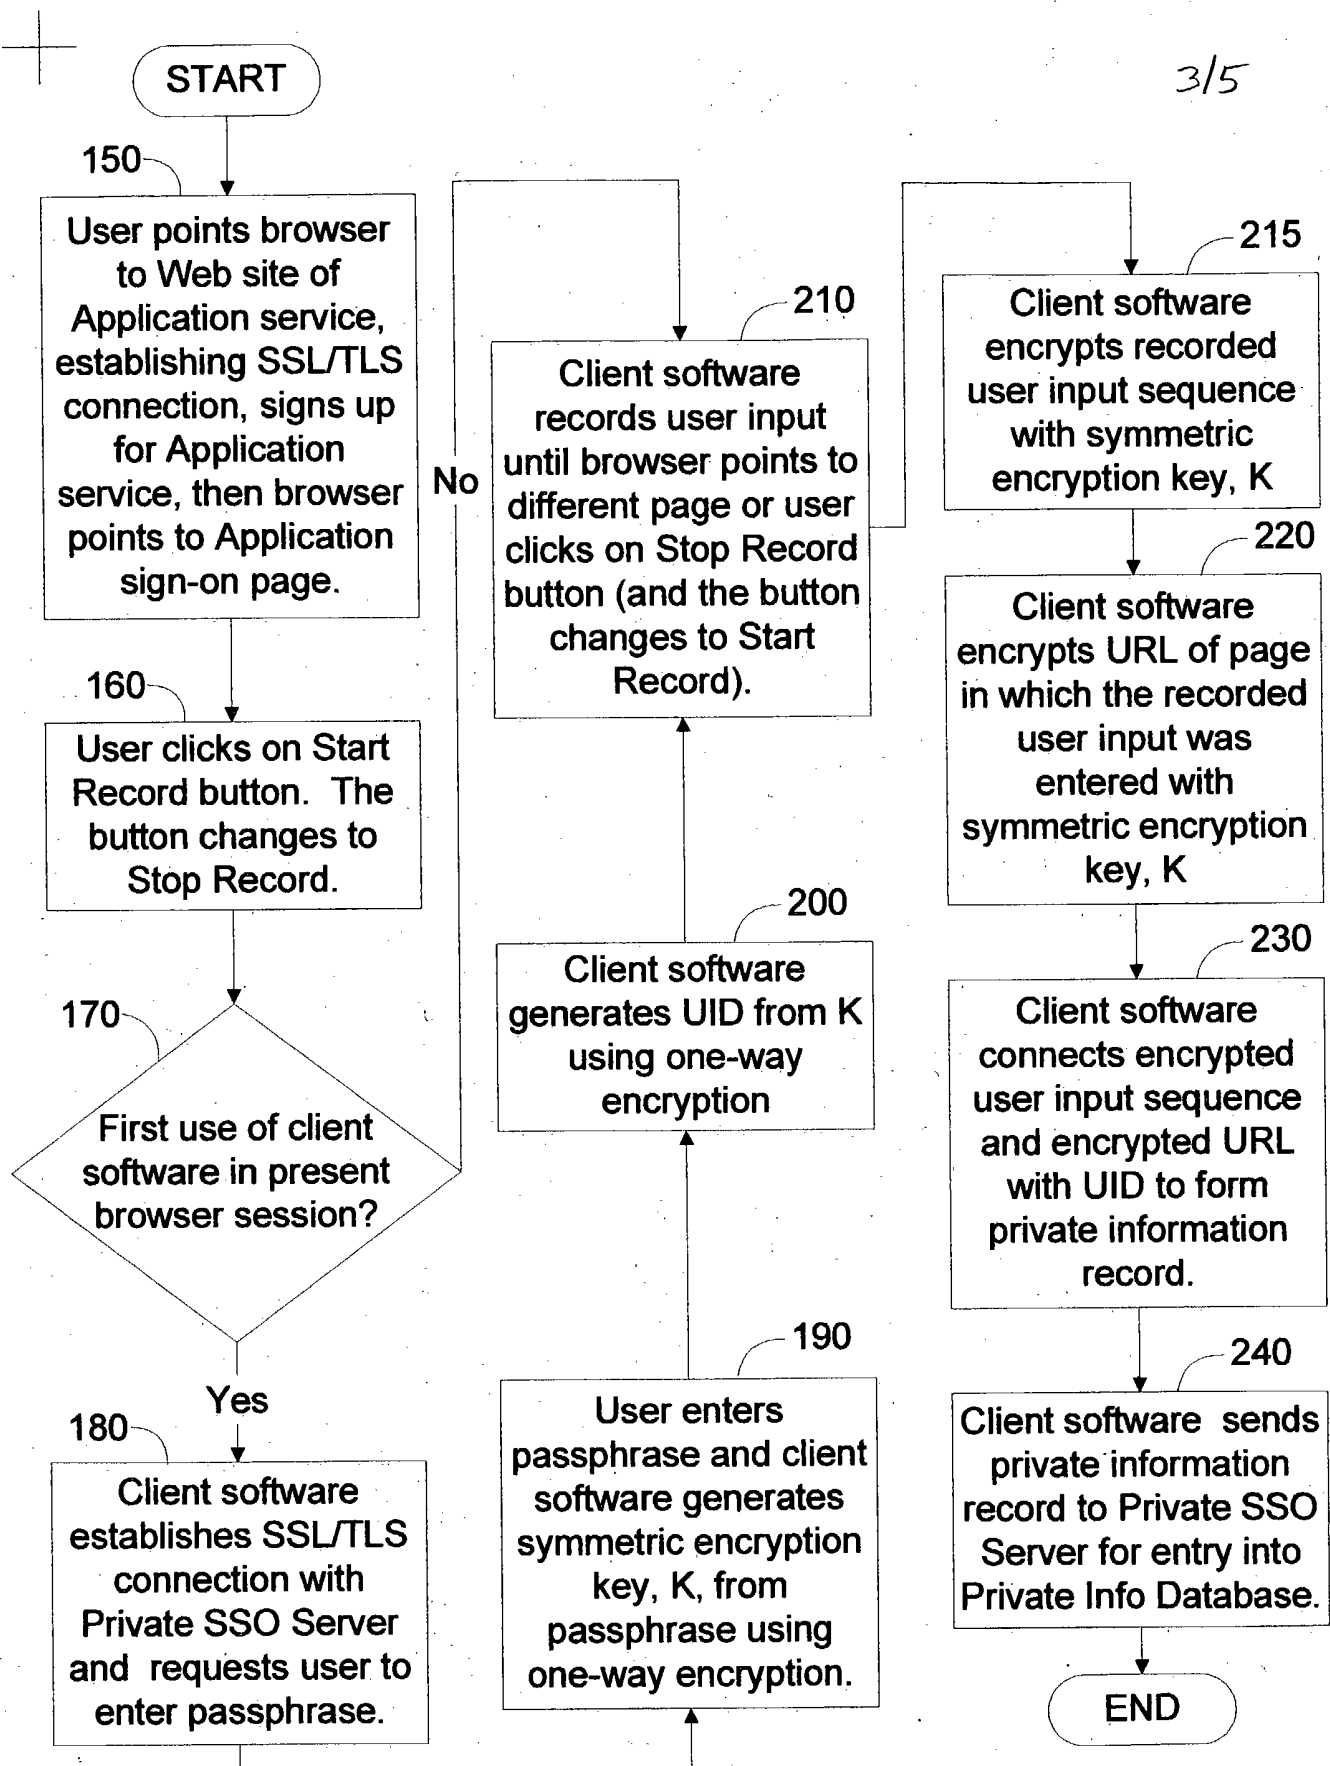 3/5
START
150
User points browser
to Web site of
Application service,
establishing SSL/TLS
connection, signs up
for Application
service, then browser
points to Application
sign-on page.
160
User clicks on Start
Record button. The
button changes to
Stop Record.
170
First use of client
software in present
browser session?
No
Yes
180
Client software
establishes SSL/TLS
connection with
Private SSO Server
and requests user to
enter passphrase.
190
User enters
passphrase and client
software generates
symmetric encryption
key, K, from
passphrase using
one-way encryption.
200
Client software
generates UID from K
using one-way
encryption
210
Client software
records user input
until browser points to
different page or user
clicks on Stop Record
button (and the button
changes to Start
Record).
215
Client software
encrypts recorded
user input sequence
with symmetric
encryption key, K
220
Client software
encrypts URL of page
in which the recorded
user input was
entered with
symmetric encryption
key, K
230
Client software
connects encrypted
user input sequence
and encrypted URL
with UID to form
private information
record.
240
Client software sends
private information
record to Private SSO
Server for entry into
Private Info Database.
END